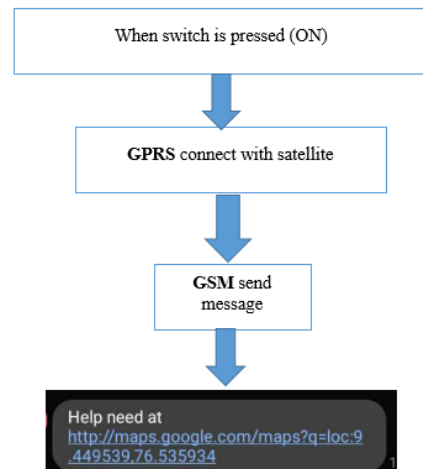 When switch is pressed (ON)
GPRS connect with satellite
GSM send
message
Help need at
http://maps.google.com/maps?q=loc:9
.449539,76.535934
1